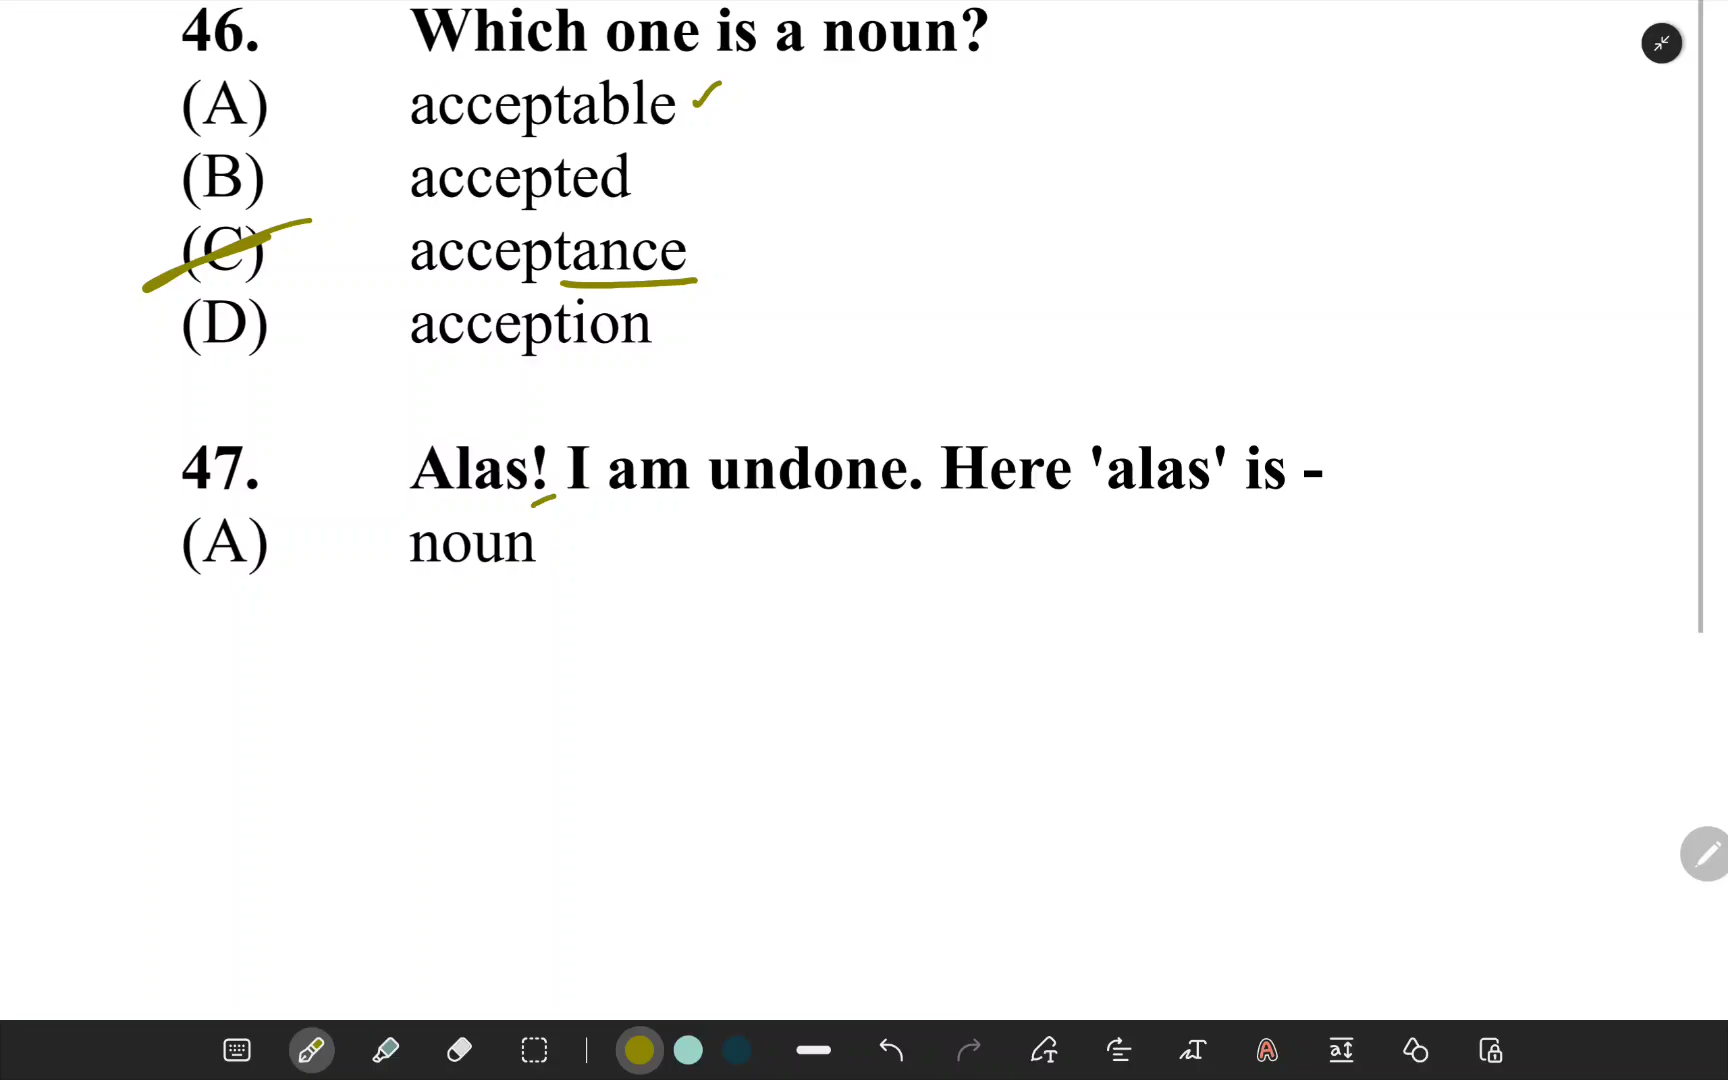 46. Which one is a noun?
(A) acceptable
(B) accepted
(C) acceptance
(D) acception
47. Alas! I am undone. Here 'alas' is -
(A) noun